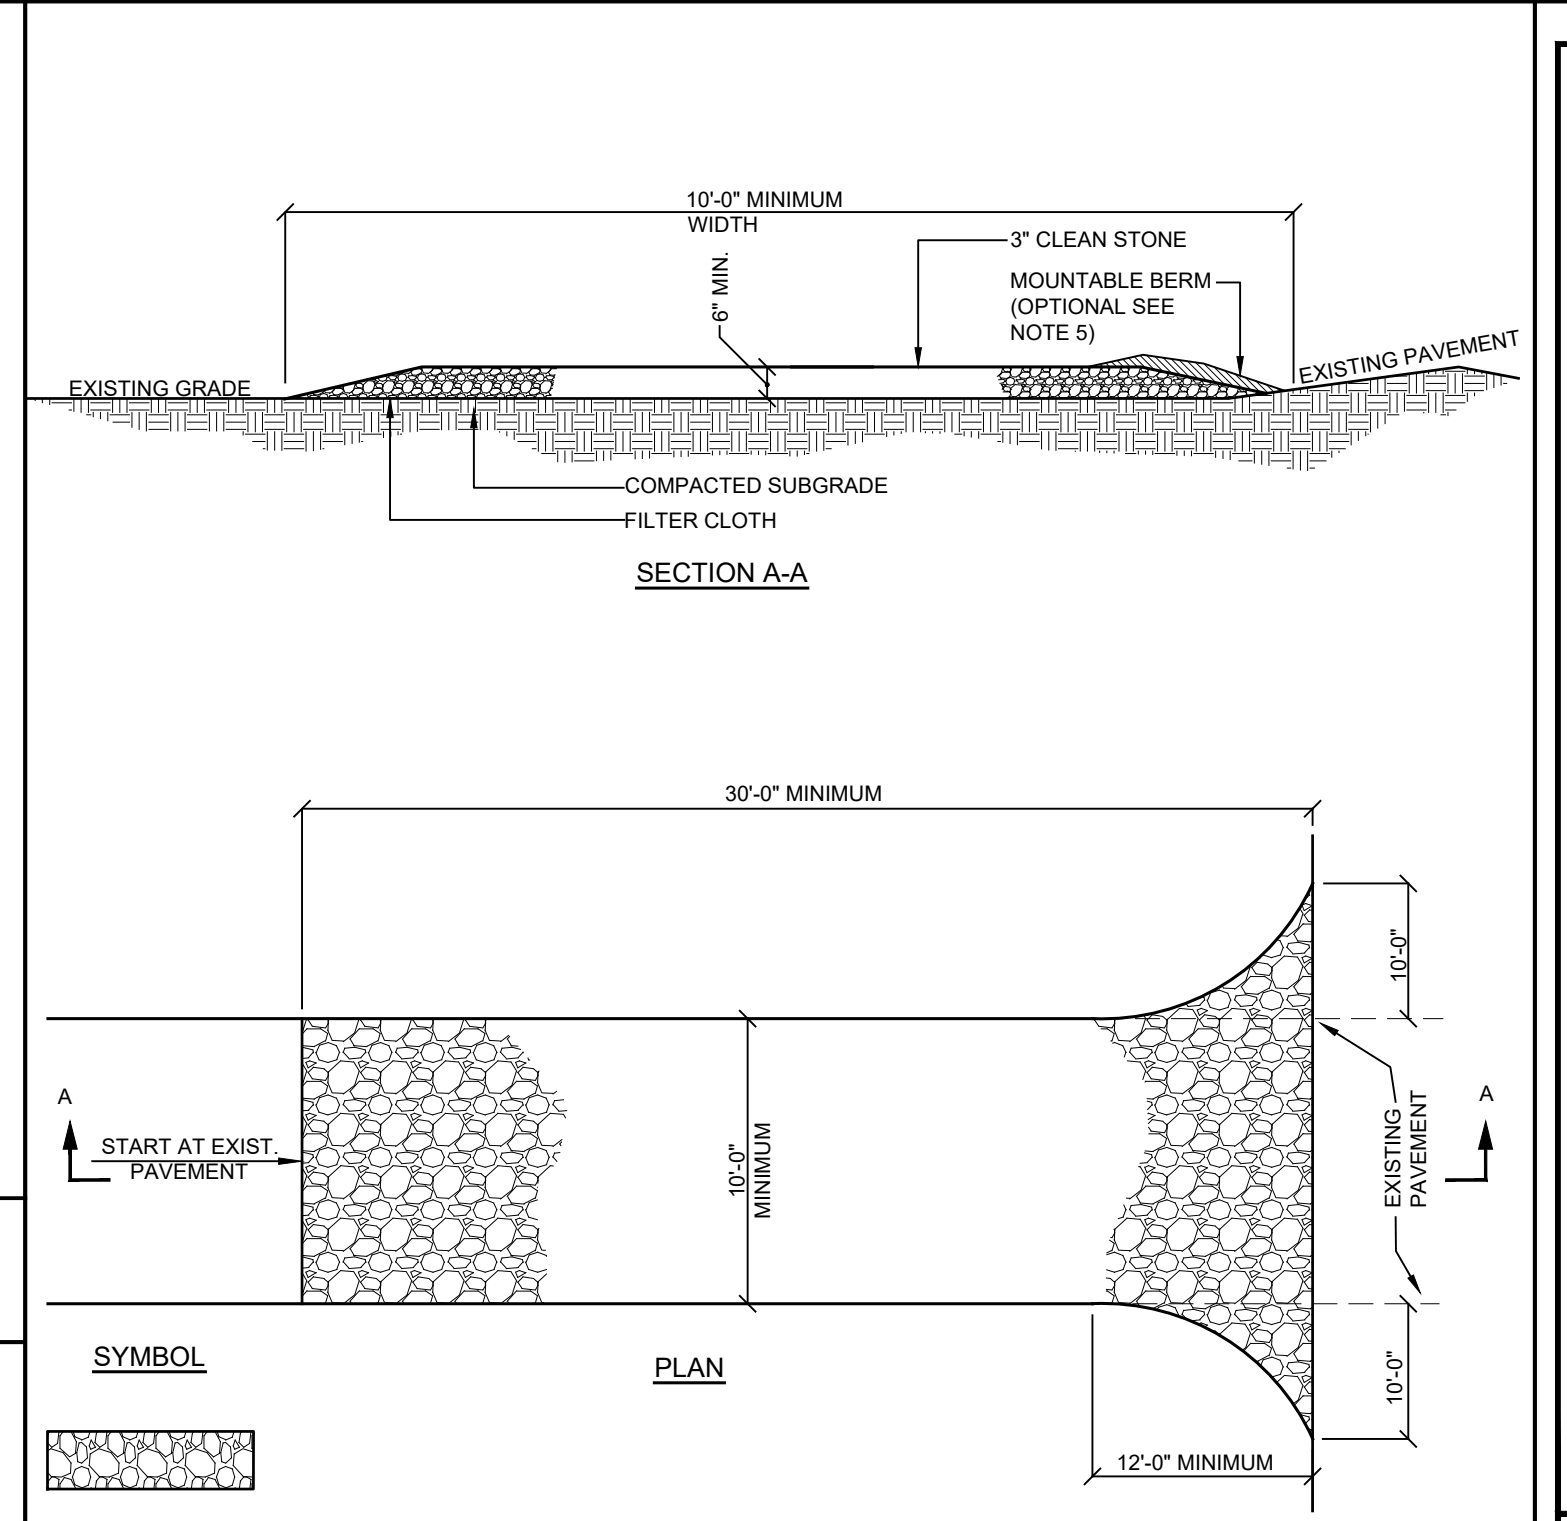 10'-0" MINIMUM
WIDTH
6" MIN.
3" CLEAN STONE
MOUNTABLE BERM
(OPTIONAL SEE
NOTE 5)
EXISTING PAVEMENT
EXISTING GRADE
COMPACTED SUBGRADE
FILTER CLOTH
SECTION A-A
30'-0" MINIMUM
10'-0"
A
START AT EXIST.
PAVEMENT
10'-0"
MINIMUM
EXISTING
PAVEMENT
A
10'-0"
SYMBOL
PLAN
12'-0" MINIMUM